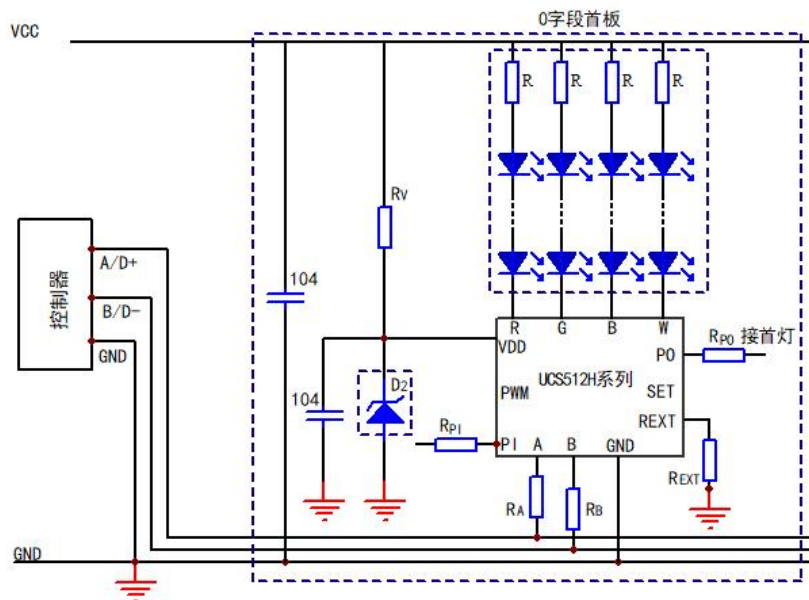 0字段首板
VCC
R R R R
RV
A/D+
104
B/D-
控制器
GND
R G B W
VDD
PO
RPO 接首灯
UCS512H系列
D2
PWM
SET
104
REXT
RPI
PI A B GND
REXT
RA
RB
GND